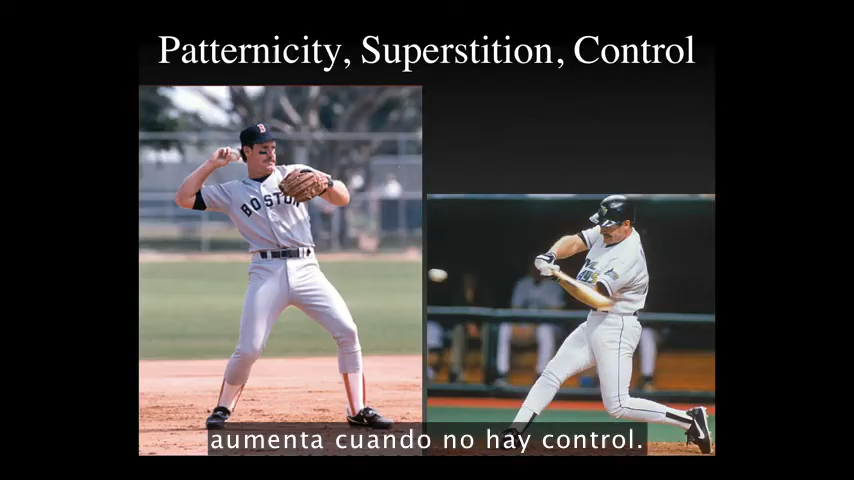 Patternicity, Superstition, Control
B
BOSTON
aumenta cuando no hay control.